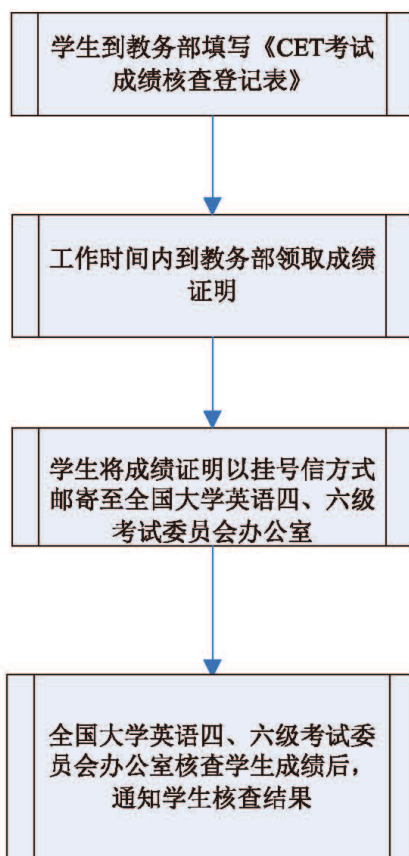 学生到教务部填写《CET考试
成绩核查登记表》
工作时间内到教务部领取成绩
证明
学生将成绩证明以挂号信方式
邮寄至全国大学英语四、六级
考试委员会办公室
全国大学英语四、六级考试委
员会办公室核查学生成绩后，
通知学生核查结果